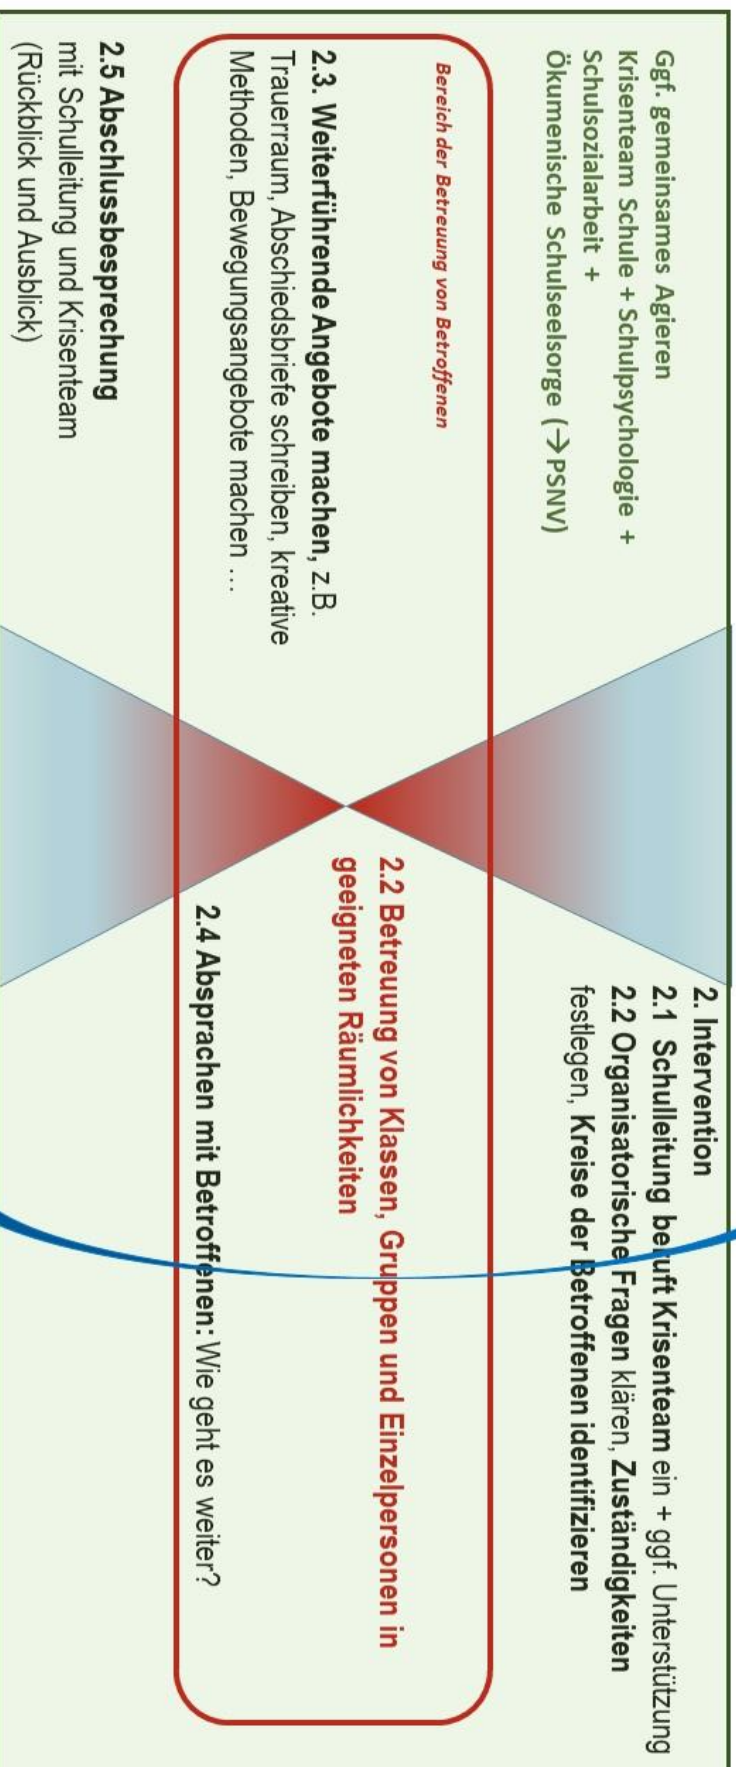 Ggf. gemeinsames Agieren
Krisenteam Schule + Schulpsychologie +
Schulsozialarbeit +
Ökumenische Schulseelsorge (→PSNV)
2. Intervention
2.1 Schulleitung beruft Krisenteam ein + ggf. Unterstützung
2.2 Organisatorische Fragen klären, Zuständigkeiten
festlegen, Kreise der Betroffenen identifizieren
Bereich der Betreuung von Betroffenen
2.2 Betreuung von Klassen, Gruppen und Einzelpersonen in
geeigneten Räumlichkeiten
2.3. Weiterführende Angebote machen, z.B.
Trauerraum, Abschiedsbriefe schreiben, kreative
Methoden, Bewegungsangebote machen …
2.4 Absprachen mit Betroffenen: Wie geht es weiter?
2.5 Abschlussbesprechung
mit Schulleitung und Krisenteam
(Rückblick und Ausblick)